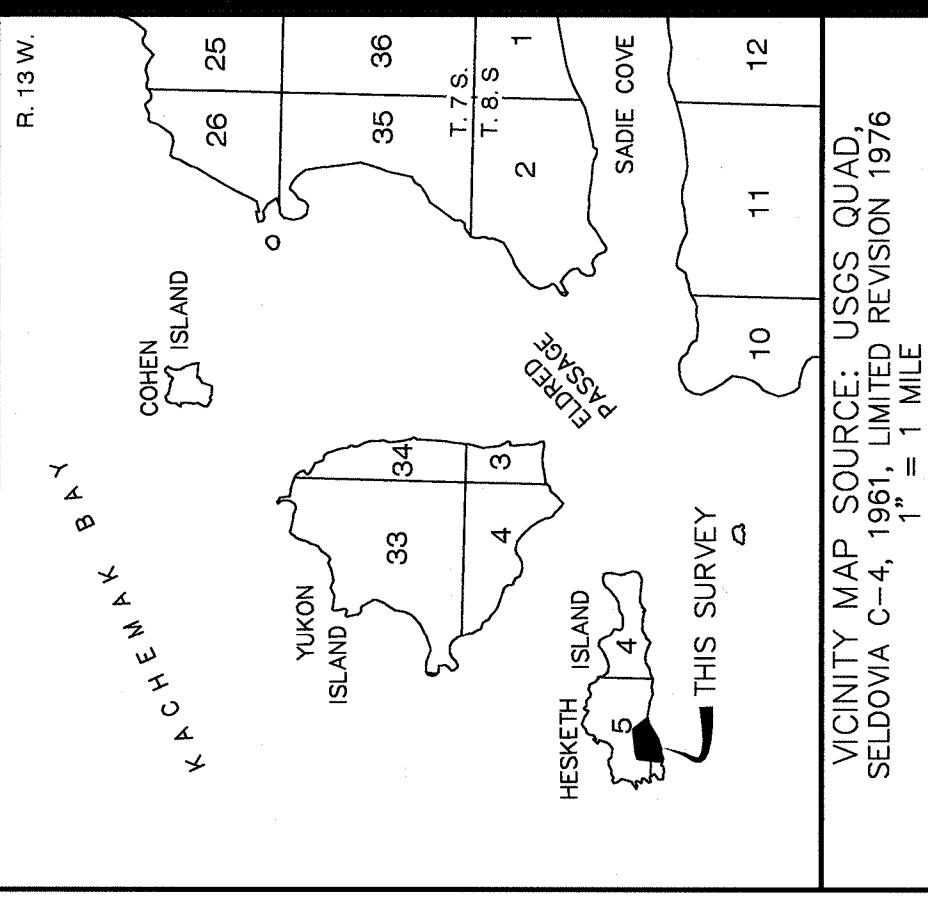 R. 13 W.
25
26
36
35
T. 7 S.
T. 8. S
1
2
SADIE COVE
12
11
10
COHEN
ISLAND
KACHEMAK BAY
ELDRED
PASSAGE
34
33
3
4
YUKON
ISLAND
HESKETH
ISLAND
4
5
THIS SURVEY
VICINITY MAP SOURCE: USGS QUAD,
SELDOVIA C-4, 1961, LIMITED REVISION 1976
1" = 1 MILE